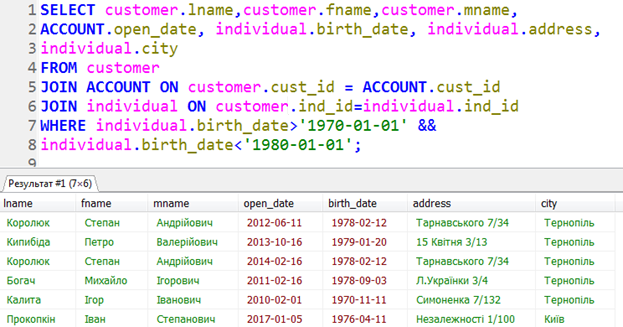 1 SELECT customer.lname,customer.fname,customer.mname,
2 ACCOUNT.open_date, individual.birth_date, individual.address,
3 individual.city
4 FROM customer
5 JOIN ACCOUNT ON customer.cust_id = ACCOUNT.cust_id
6 JOIN individual ON customer.ind_id=individual.ind_id
7 WHERE individual.birth_date>'1970-01-01' &&
8 individual.birth_date<'1980-01-01';
9
Результат #1 (7×6)
lname fname mname open_date birth_date address city
Королюк Степан Андрійович 2012-06-11 1978-02-12 Тарнавського 7/34 Тернопіль
Кипибіда Петро Валерійович 2013-10-16 1979-01-20 15 Квітня 3/13 Тернопіль
Королюк Степан Андрійович 2014-02-16 1978-02-12 Тарнавського 7/34 Тернопіль
Богач Михайло Ігорович 2011-02-16 1978-09-03 Л.Українки 3/4 Тернопіль
Калита Ігор Іванович 2010-02-01 1970-11-11 Симоненка 7/132 Тернопіль
Прокопкін Іван Степанович 2017-01-05 1976-04-11 Незалежності 1/100 Київ